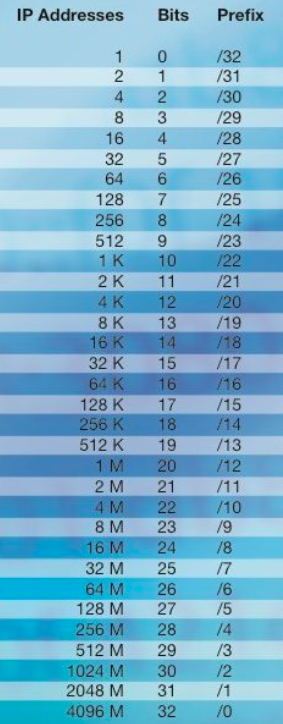 IP Addresses Bits Prefix
1 0 /32
2 1 /31
4 2 /30
8 3 /29
16 4 /28
32 5 /27
64 6 /26
128 7 /25
256 8 /24
512 9 /23
1 K 10 /22
2 K 11 /21
4 K 12 /20
8 K 13 /19
16 K 14 /18
32 K 15 /17
64 K 16 /16
128 K 17 /15
256 K 18 /14
512 K 19 /13
1 M 20 /12
2 M 21 /11
4 M 22 /10
8 M 23 /9
16 M 24 /8
32 M 25 /7
64 M 26 /6
128 M 27 /5
256 M 28 /4
512 M 29 /3
1024 M 30 /2
2048 M 31 /1
4096 M 32 /0